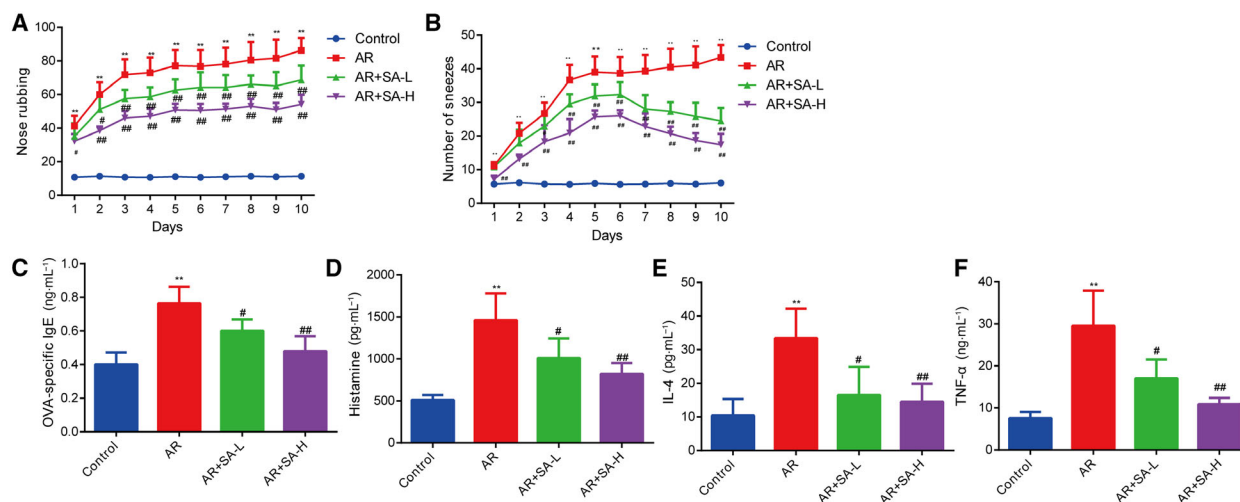 A
Nose rubbing
100
80
60
40
20
0
1 2 3 4 5 6 7 8 9 10
Days
** ** ** ** ** ** ** ** ** **
# ## ## ## ## ## ## ## ##
# ## ## ## ## ## ## ## ## ##
Control
AR
AR+SA-L
AR+SA-H
B
Number of sneezes
50
40
30
20
10
0
1 2 3 4 5 6 7 8 9 10
Days
** ** ** ** ** ** ** ** ** **
## ## ## ## ## ## ##
## ## ## ## ## ## ## ## ## ##
Control
AR
AR+SA-L
AR+SA-H
C
OVA-specific IgE (ng·mL⁻¹)
1.0
0.8
0.6
0.4
0.2
0.0
**
#
##
Control
AR
AR+SA-L
AR+SA-H
D
Histamine (pg·mL⁻¹)
2000
1500
1000
500
0
**
#
##
Control
AR
AR+SA-L
AR+SA-H
E
IL-4 (pg·mL⁻¹)
50
40
30
20
10
0
**
#
##
Control
AR
AR+SA-L
AR+SA-H
F
TNF-α (ng·mL⁻¹)
40
30
20
10
0
**
#
##
Control
AR
AR+SA-L
AR+SA-H